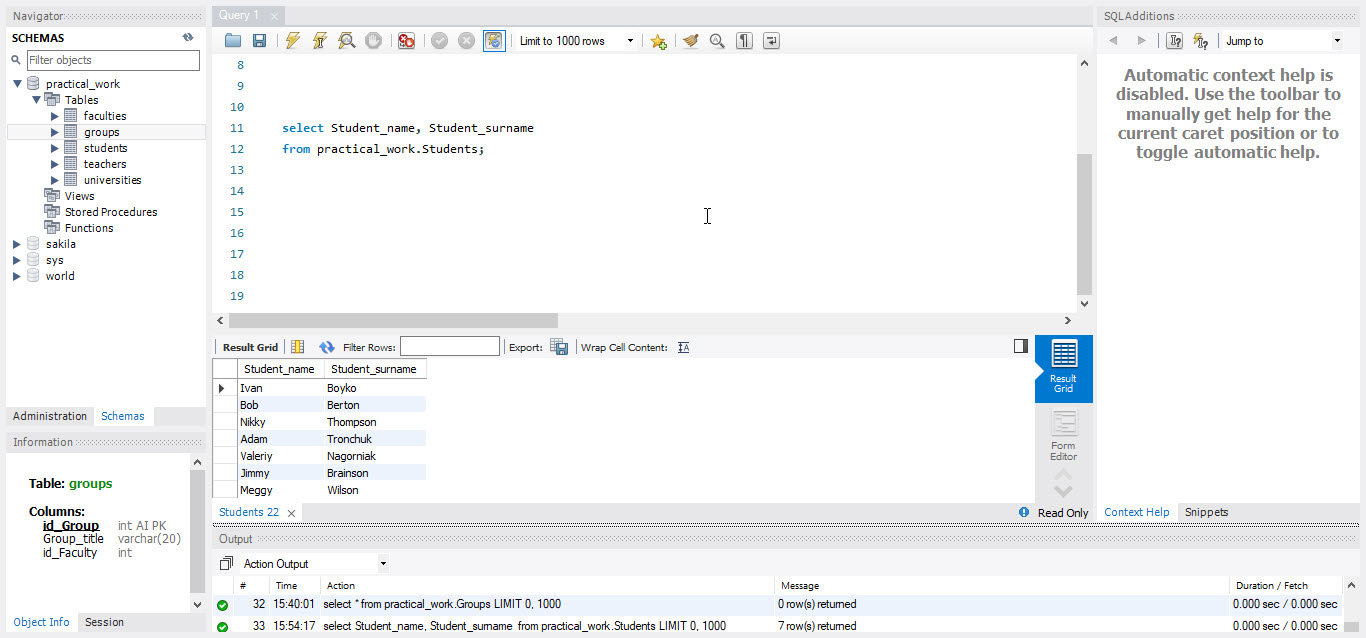 Navigator
SCHEMAS
Filter objects
practical_work
Tables
faculties
groups
students
teachers
universities
Views
Stored Procedures
Functions
sakila
sys
world
Administration Schemas
Information
Table: groups
Columns:
id_Group int AI PK
Group_title varchar(20)
id_Faculty int
Object Info Session
Query 1
Limit to 1000 rows
8
9
10
11 select Student_name, Student_surname
12 from practical_work.Students;
13
14
15
16
17
18
19
Result Grid Filter Rows: Export: Wrap Cell Content:
Student_name Student_surname
Ivan Boyko
Bob Berton
Nikky Thompson
Adam Tronchuk
Valeriy Nagorniak
Jimmy Brainson
Meggy Wilson
Result
Grid
Form
Editor
Students 22 Read Only
SQLAdditions
Jump to
Automatic context help is
disabled. Use the toolbar to
manually get help for the
current caret position or to
toggle automatic help.
Context Help Snippets
Output
Action Output
# Time Action Message Duration / Fetch
32 15:40:01 select * from practical_work.Groups LIMIT 0, 1000 0 row(s) returned 0.000 sec / 0.000 sec
33 15:54:17 select Student_name, Student_surname from practical_work.Students LIMIT 0, 1000 7 row(s) returned 0.000 sec / 0.000 sec